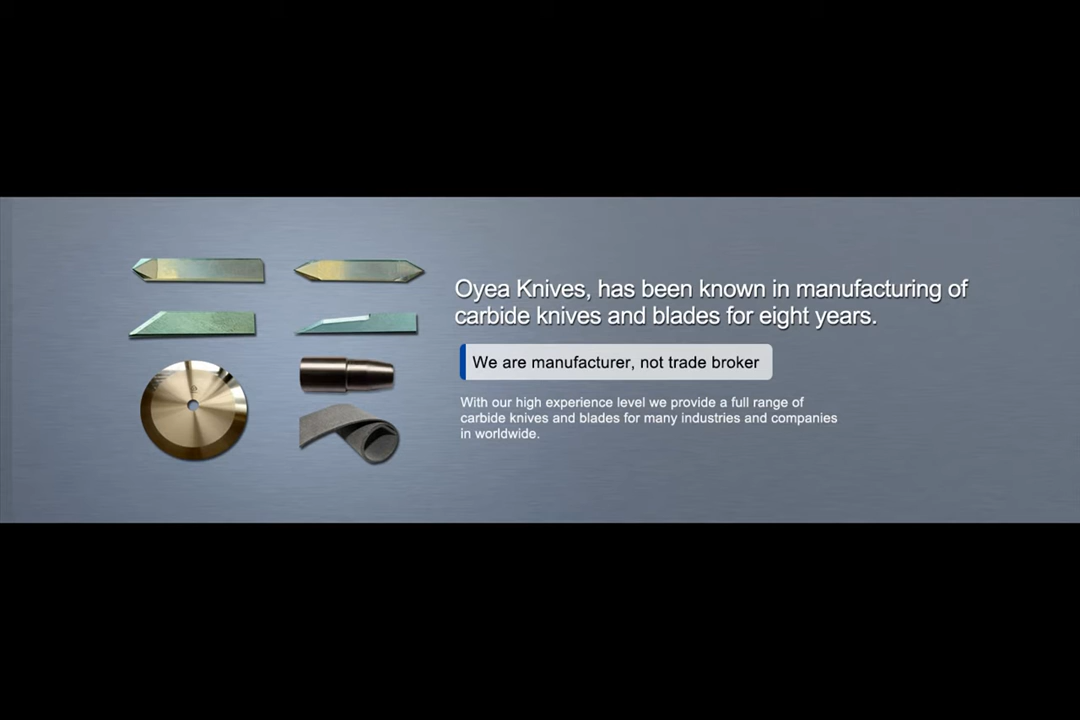 Oyea Knives, has been known in manufacturing of
carbide knives and blades for eight years.
We are manufacturer, not trade broker
With our high experience level we provide a full range of
carbide knives and blades for many industries and companies
in worldwide.